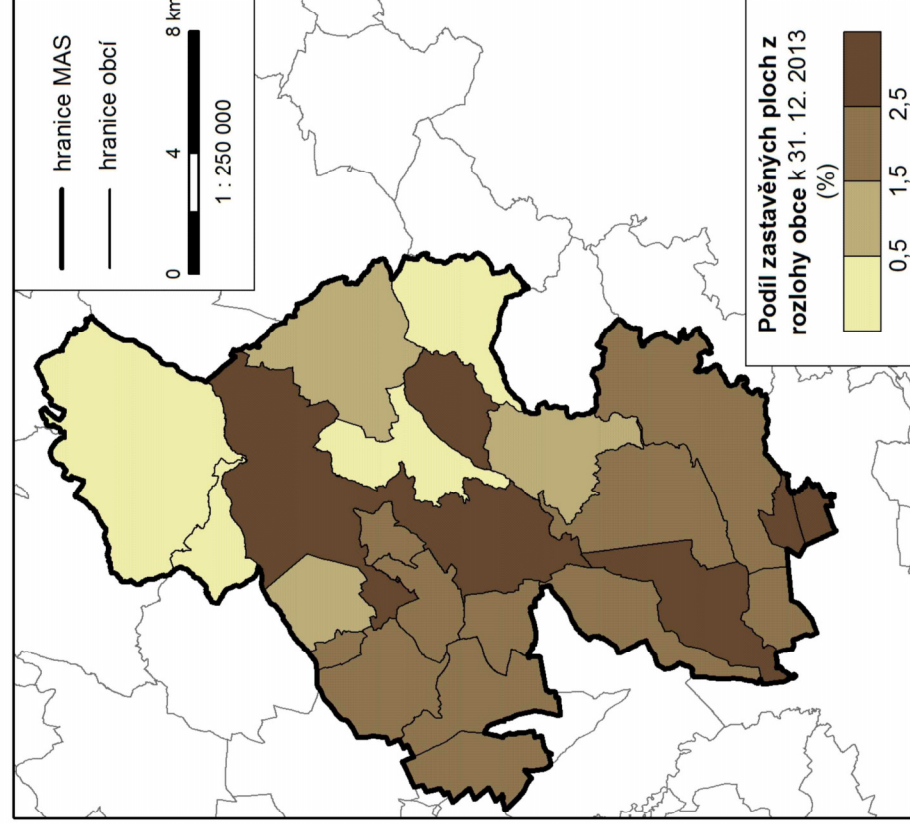 hranice MAS
hranice obcí
0
4
8 km
1 : 250 000
Podíl zastavěných ploch z
rozlohy obce k 31. 12. 2013
(%)
0,5
1,5
2,5